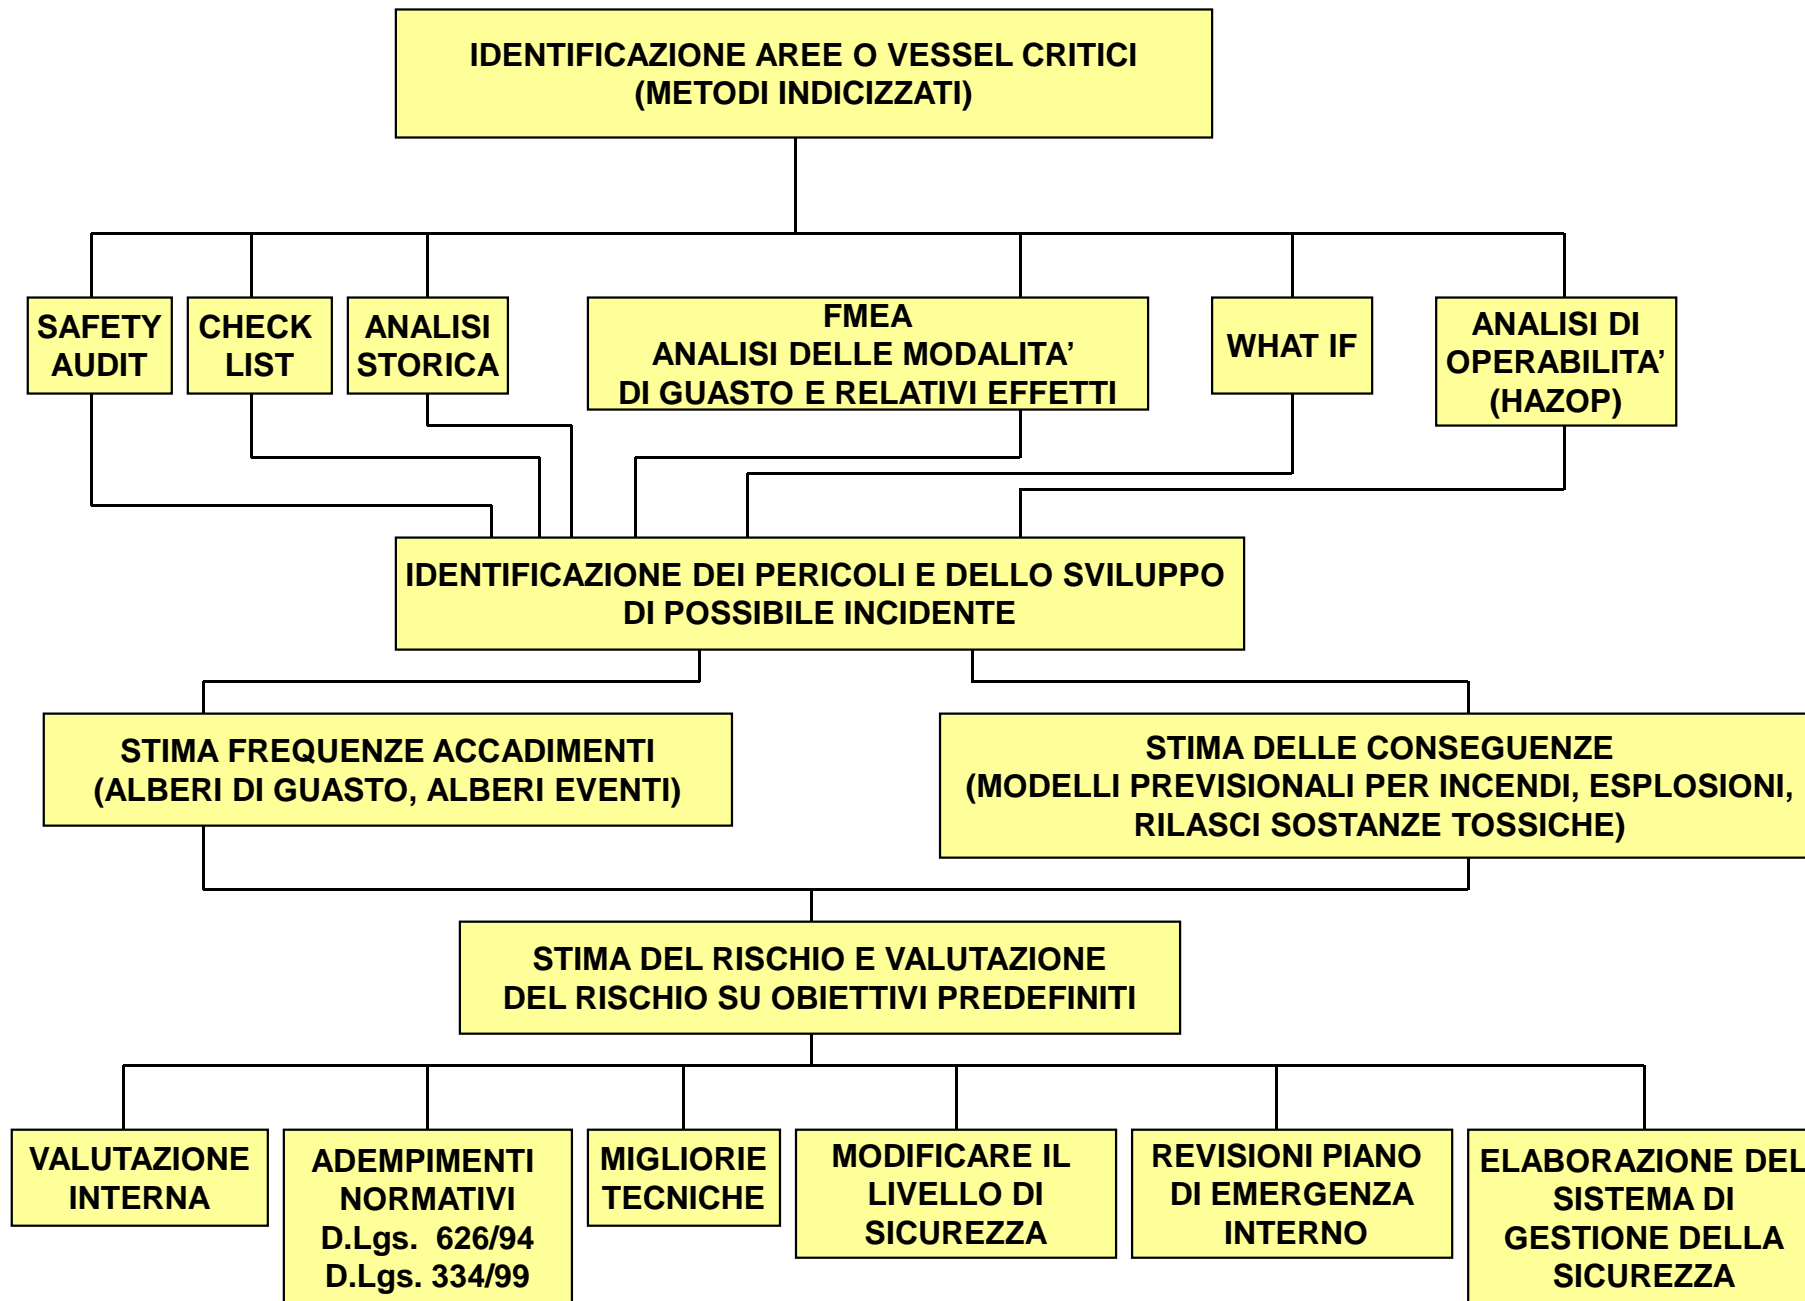 IDENTIFICAZIONE AREE O VESSEL CRITICI
(METODI INDICIZZATI)
SAFETY
AUDIT
CHECK
LIST
ANALISI
STORICA
FMEA
ANALISI DELLE MODALITA’
DI GUASTO E RELATIVI EFFETTI
WHAT IF
ANALISI DI
OPERABILITA’
(HAZOP)
IDENTIFICAZIONE DEI PERICOLI E DELLO SVILUPPO
DI POSSIBILE INCIDENTE
STIMA FREQUENZE ACCADIMENTI
(ALBERI DI GUASTO, ALBERI EVENTI)
STIMA DELLE CONSEGUENZE
(MODELLI PREVISIONALI PER INCENDI, ESPLOSIONI,
RILASCI SOSTANZE TOSSICHE)
STIMA DEL RISCHIO E VALUTAZIONE
DEL RISCHIO SU OBIETTIVI PREDEFINITI
VALUTAZIONE
INTERNA
ADEMPIMENTI
NORMATIVI
D.Lgs. 626/94
D.Lgs. 334/99
MIGLIORIE
TECNICHE
MODIFICARE IL
LIVELLO DI
SICUREZZA
REVISIONI PIANO
DI EMERGENZA
INTERNO
ELABORAZIONE DEL
SISTEMA DI
GESTIONE DELLA
SICUREZZA